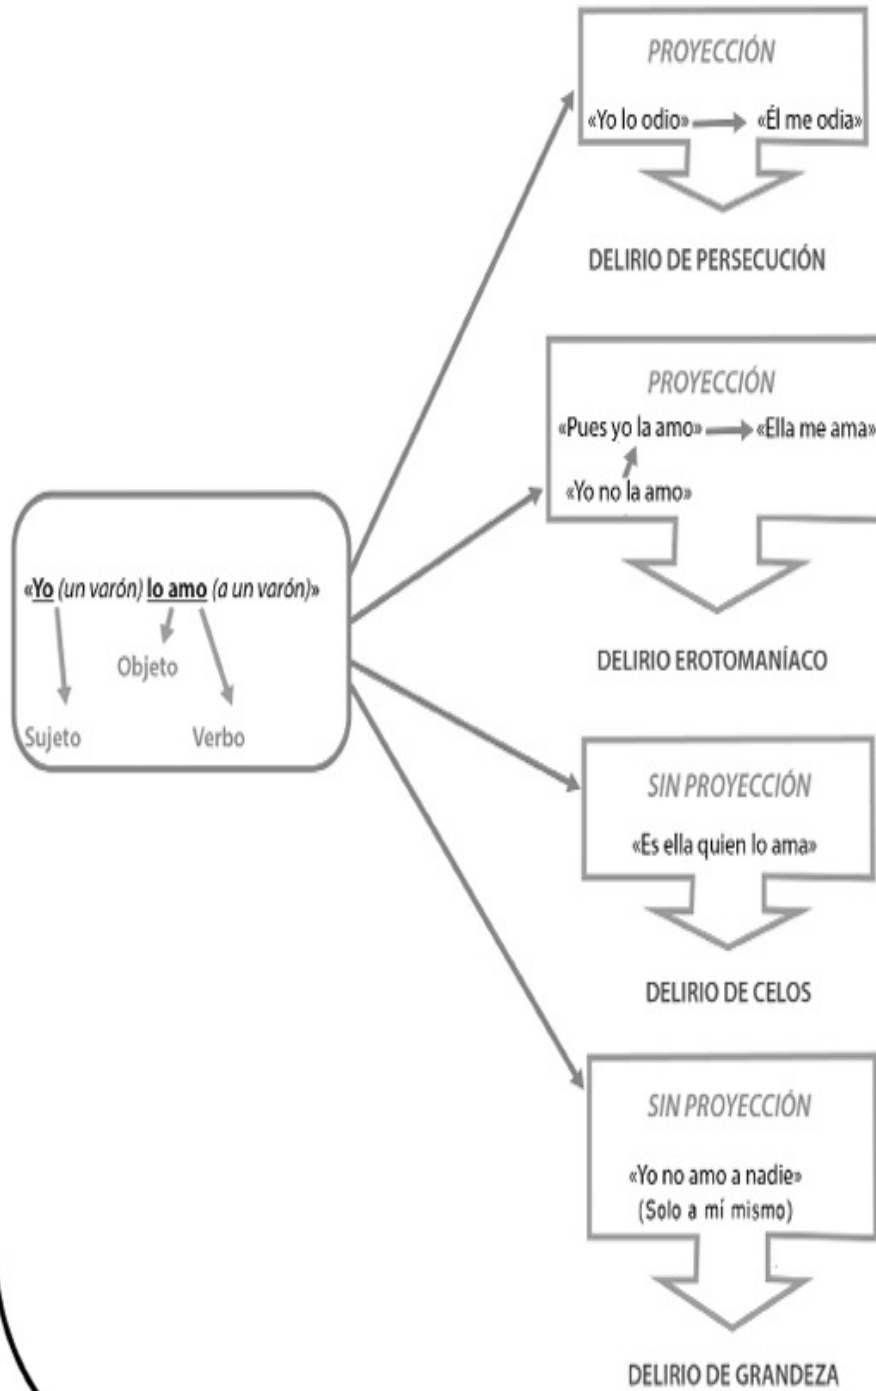 PROYECCIÓN
«Yo lo odio» «Él me odia»
DELIRIO DE PERSECUCIÓN
PROYECCIÓN
«Pues yo la amo» «Ella me ama»
«Yo no la amo»
DELIRIO EROTOMANÍACO
«Yo (un varón) lo amo (a un varón)»
Objeto
Sujeto Verbo
SIN PROYECCIÓN
«Es ella quien lo ama»
DELIRIO DE CELOS
SIN PROYECCIÓN
«Yo no amo a nadie»
(Solo a mí mismo)
DELIRIO DE GRANDEZA